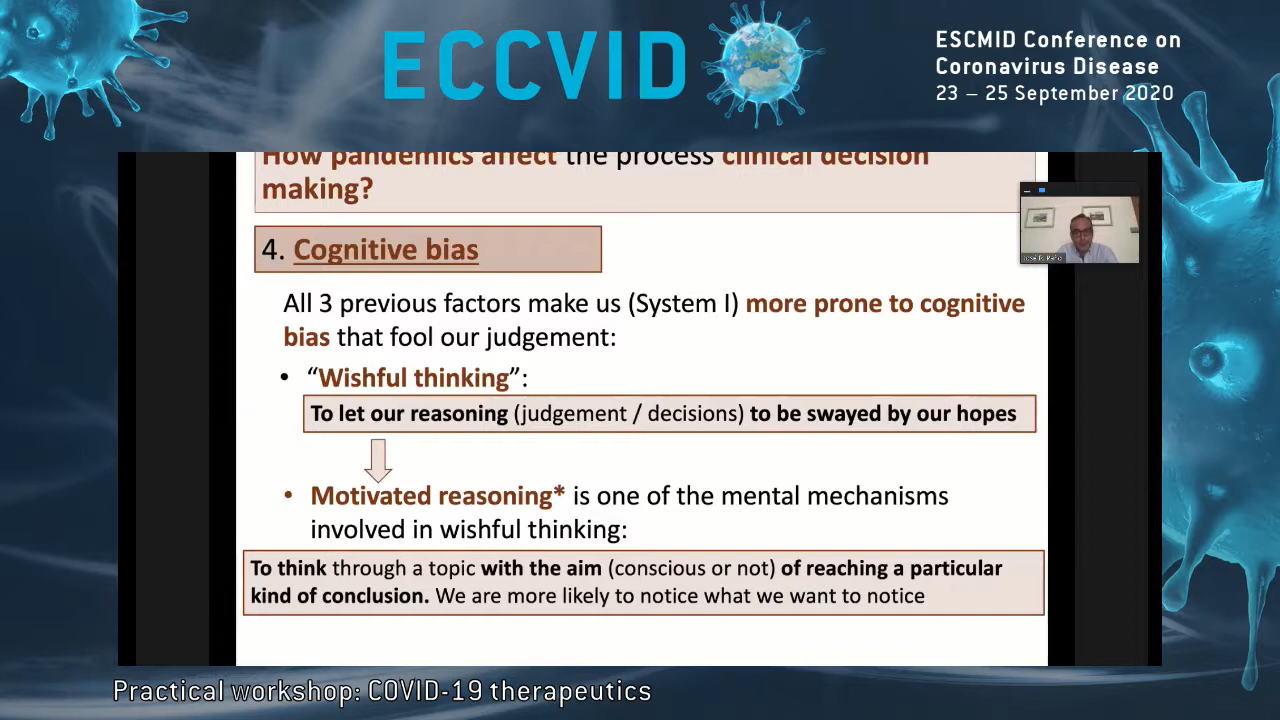 ECCVID
ESCMID Conference on
Coronavirus Disease
23 – 25 September 2020
How pandemics affect the process clinical decision
making?
4. Cognitive bias
All 3 previous factors make us (System I) more prone to cognitive
bias that fool our judgement:
• “Wishful thinking”:
To let our reasoning (judgement / decisions) to be swayed by our hopes
• Motivated reasoning* is one of the mental mechanisms
involved in wishful thinking:
To think through a topic with the aim (conscious or not) of reaching a particular
kind of conclusion. We are more likely to notice what we want to notice
Practical workshop: COVID-19 therapeutics